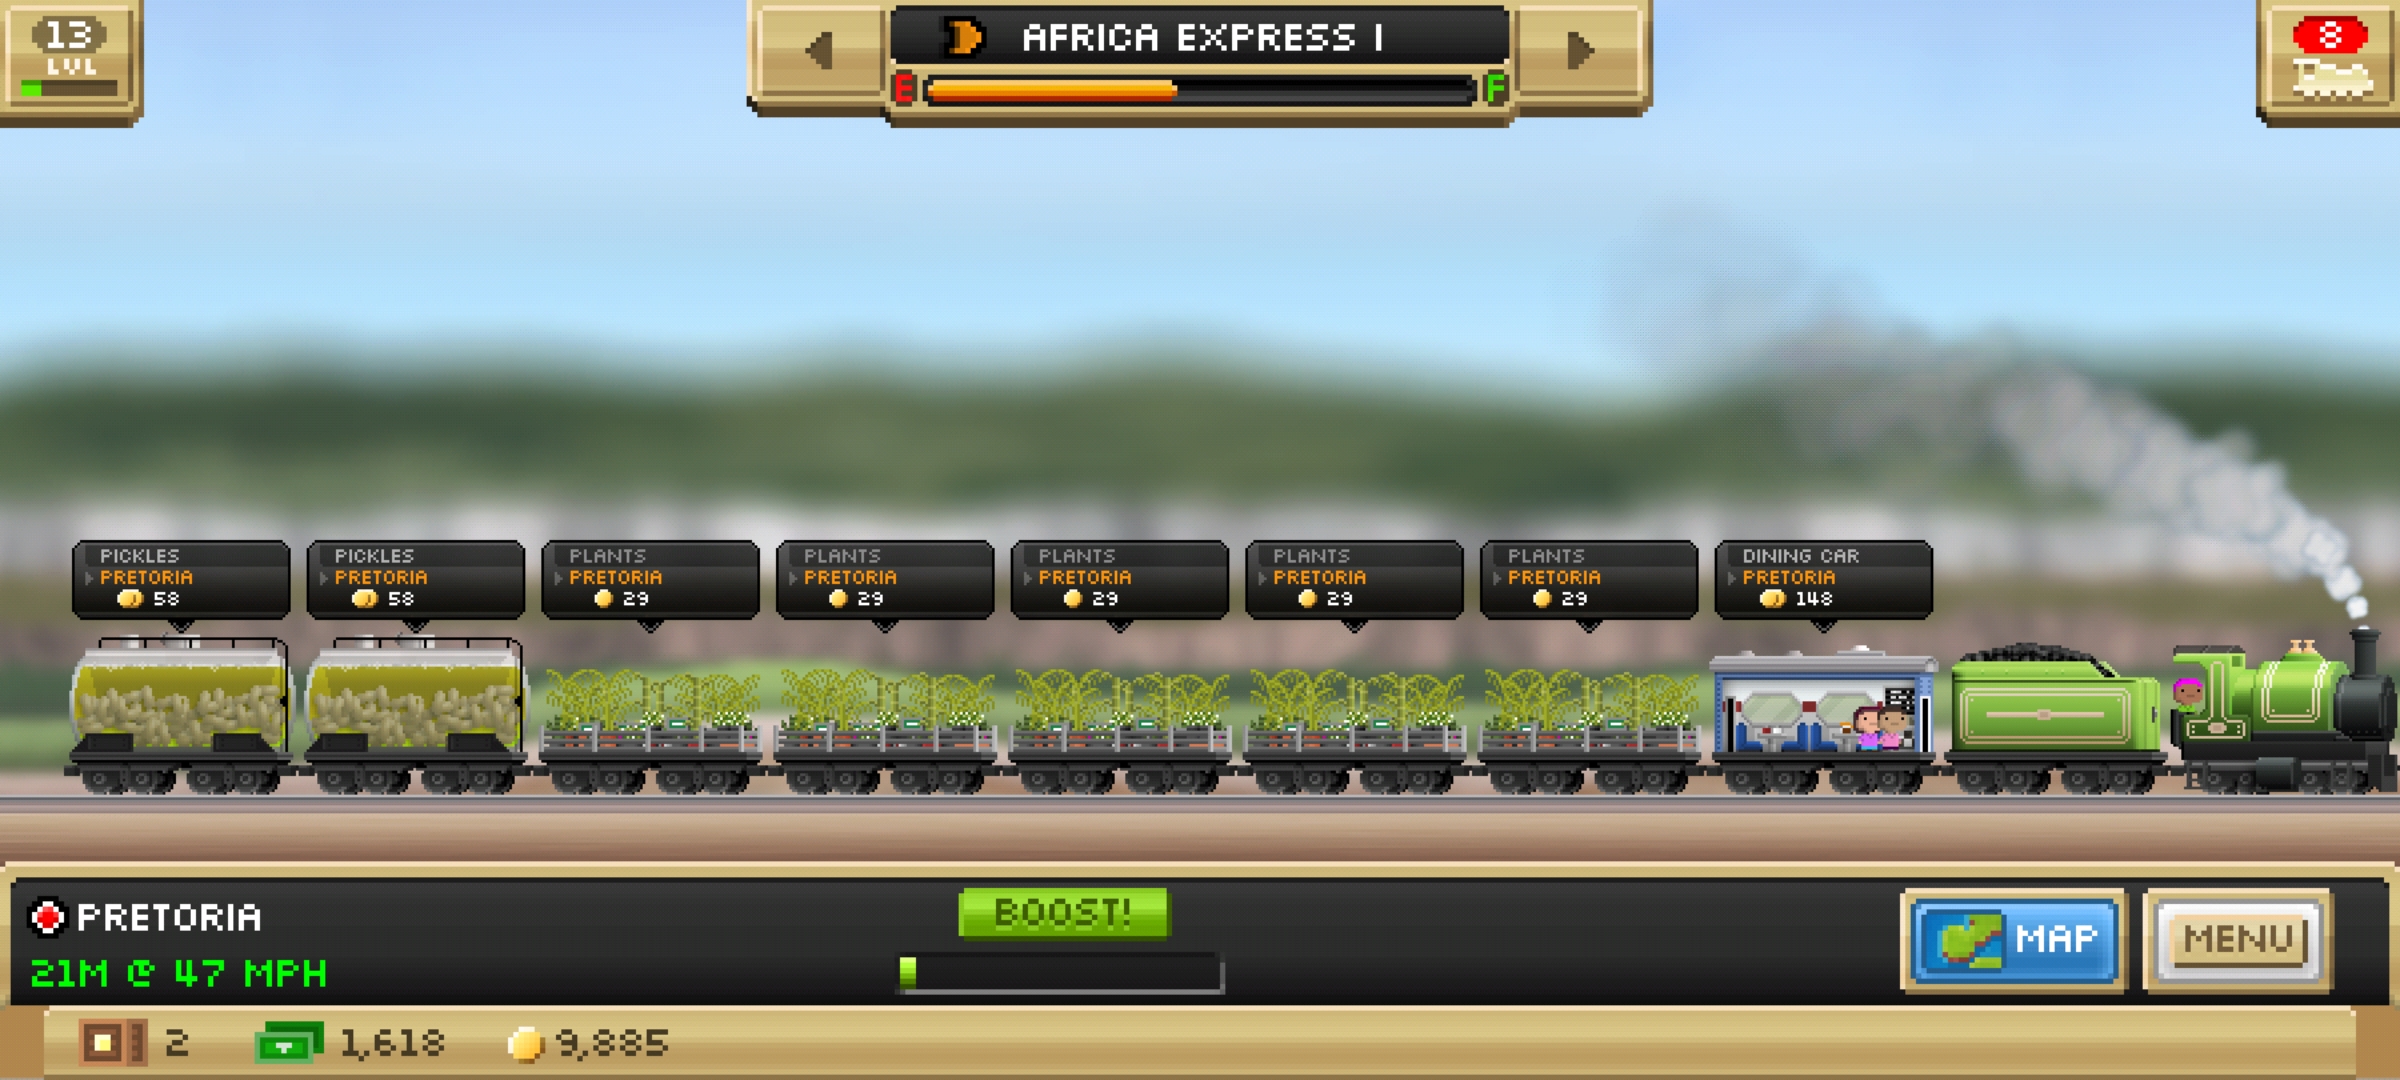 13
LVL
AFRICA EXPRESS I
E
F
8
PICKLES
PRETORIA
58
PICKLES
PRETORIA
58
PLANTS
PRETORIA
29
PLANTS
PRETORIA
29
PLANTS
PRETORIA
29
PLANTS
PRETORIA
29
PLANTS
PRETORIA
29
DINING CAR
PRETORIA
148
PRETORIA
21M @ 47 MPH
BOOST!
MAP
MENU
2
1,618
9,885